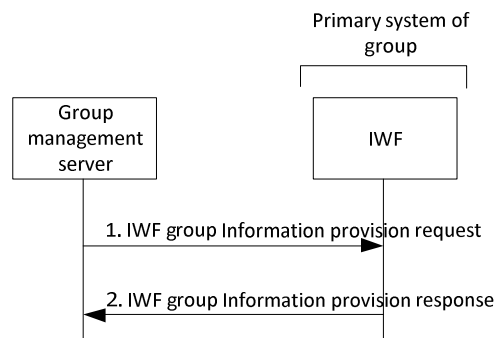 Primary system of
group
Group
management
server
IWF
1. IWF group Information provision request
2. IWF group Information provision response